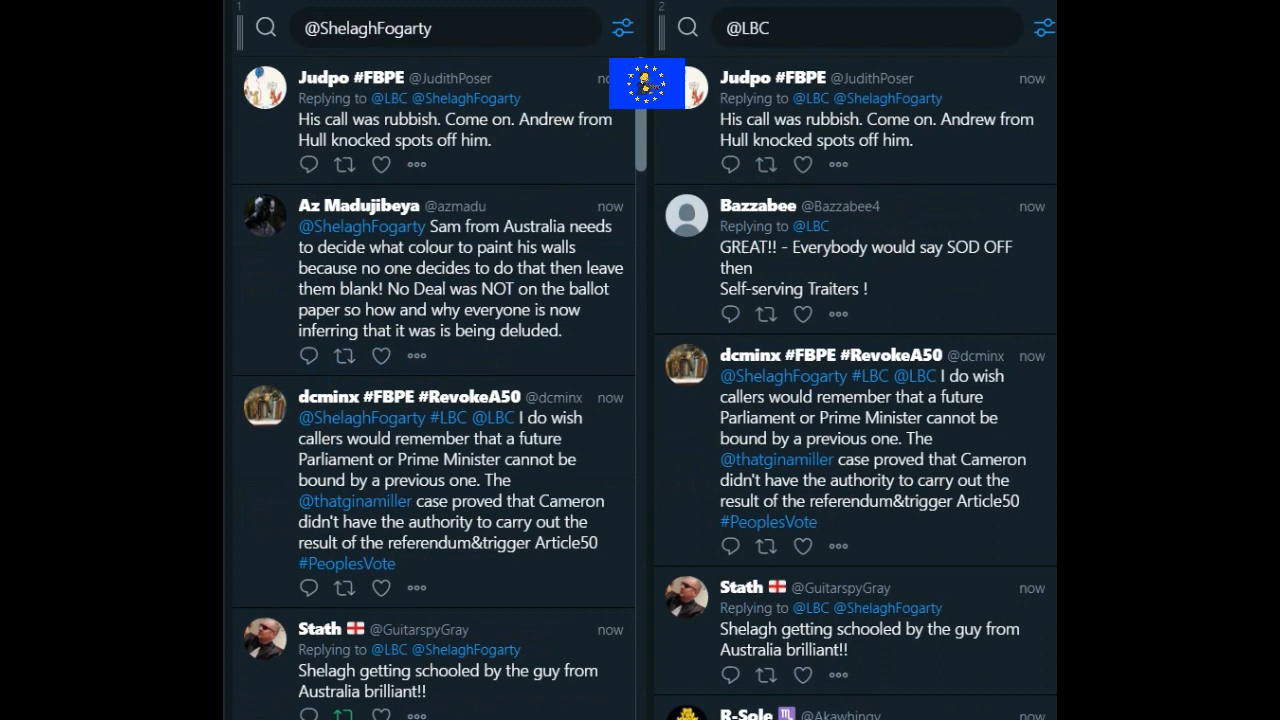 1
@ShelaghFogarty
Judpo #FBPE @JudithPoser
Replying to @LBC @ShelaghFogarty
His call was rubbish. Come on. Andrew from
Hull knocked spots off him.
Az Madujibeya @azmadu now
@ShelaghFogarty Sam from Australia needs
to decide what colour to paint his walls
because no one decides to do that then leave
them blank! No Deal was NOT on the ballot
paper so how and why everyone is now
inferring that it was is being deluded.
dcminx #FBPE #RevokeA50 @dcminx now
@ShelaghFogarty #LBC @LBC I do wish
callers would remember that a future
Parliament or Prime Minister cannot be
bound by a previous one. The
@thatginamiller case proved that Cameron
didn't have the authority to carry out the
result of the referendum&trigger Article50
#PeoplesVote
Stath @GuitarspyGray now
Replying to @LBC @ShelaghFogarty
Shelagh getting schooled by the guy from
Australia brilliant!!
2
@LBC
Judpo #FBPE @JudithPoser now
Replying to @LBC @ShelaghFogarty
His call was rubbish. Come on. Andrew from
Hull knocked spots off him.
Bazzabee @Bazzabee4 now
Replying to @LBC
GREAT!! - Everybody would say SOD OFF
then
Self-serving Traiters !
dcminx #FBPE #RevokeA50 @dcminx now
@ShelaghFogarty #LBC @LBC I do wish
callers would remember that a future
Parliament or Prime Minister cannot be
bound by a previous one. The
@thatginamiller case proved that Cameron
didn't have the authority to carry out the
result of the referendum&trigger Article50
#PeoplesVote
Stath @GuitarspyGray now
Replying to @LBC @ShelaghFogarty
Shelagh getting schooled by the guy from
Australia brilliant!!
R-Sole @Akawhingy now